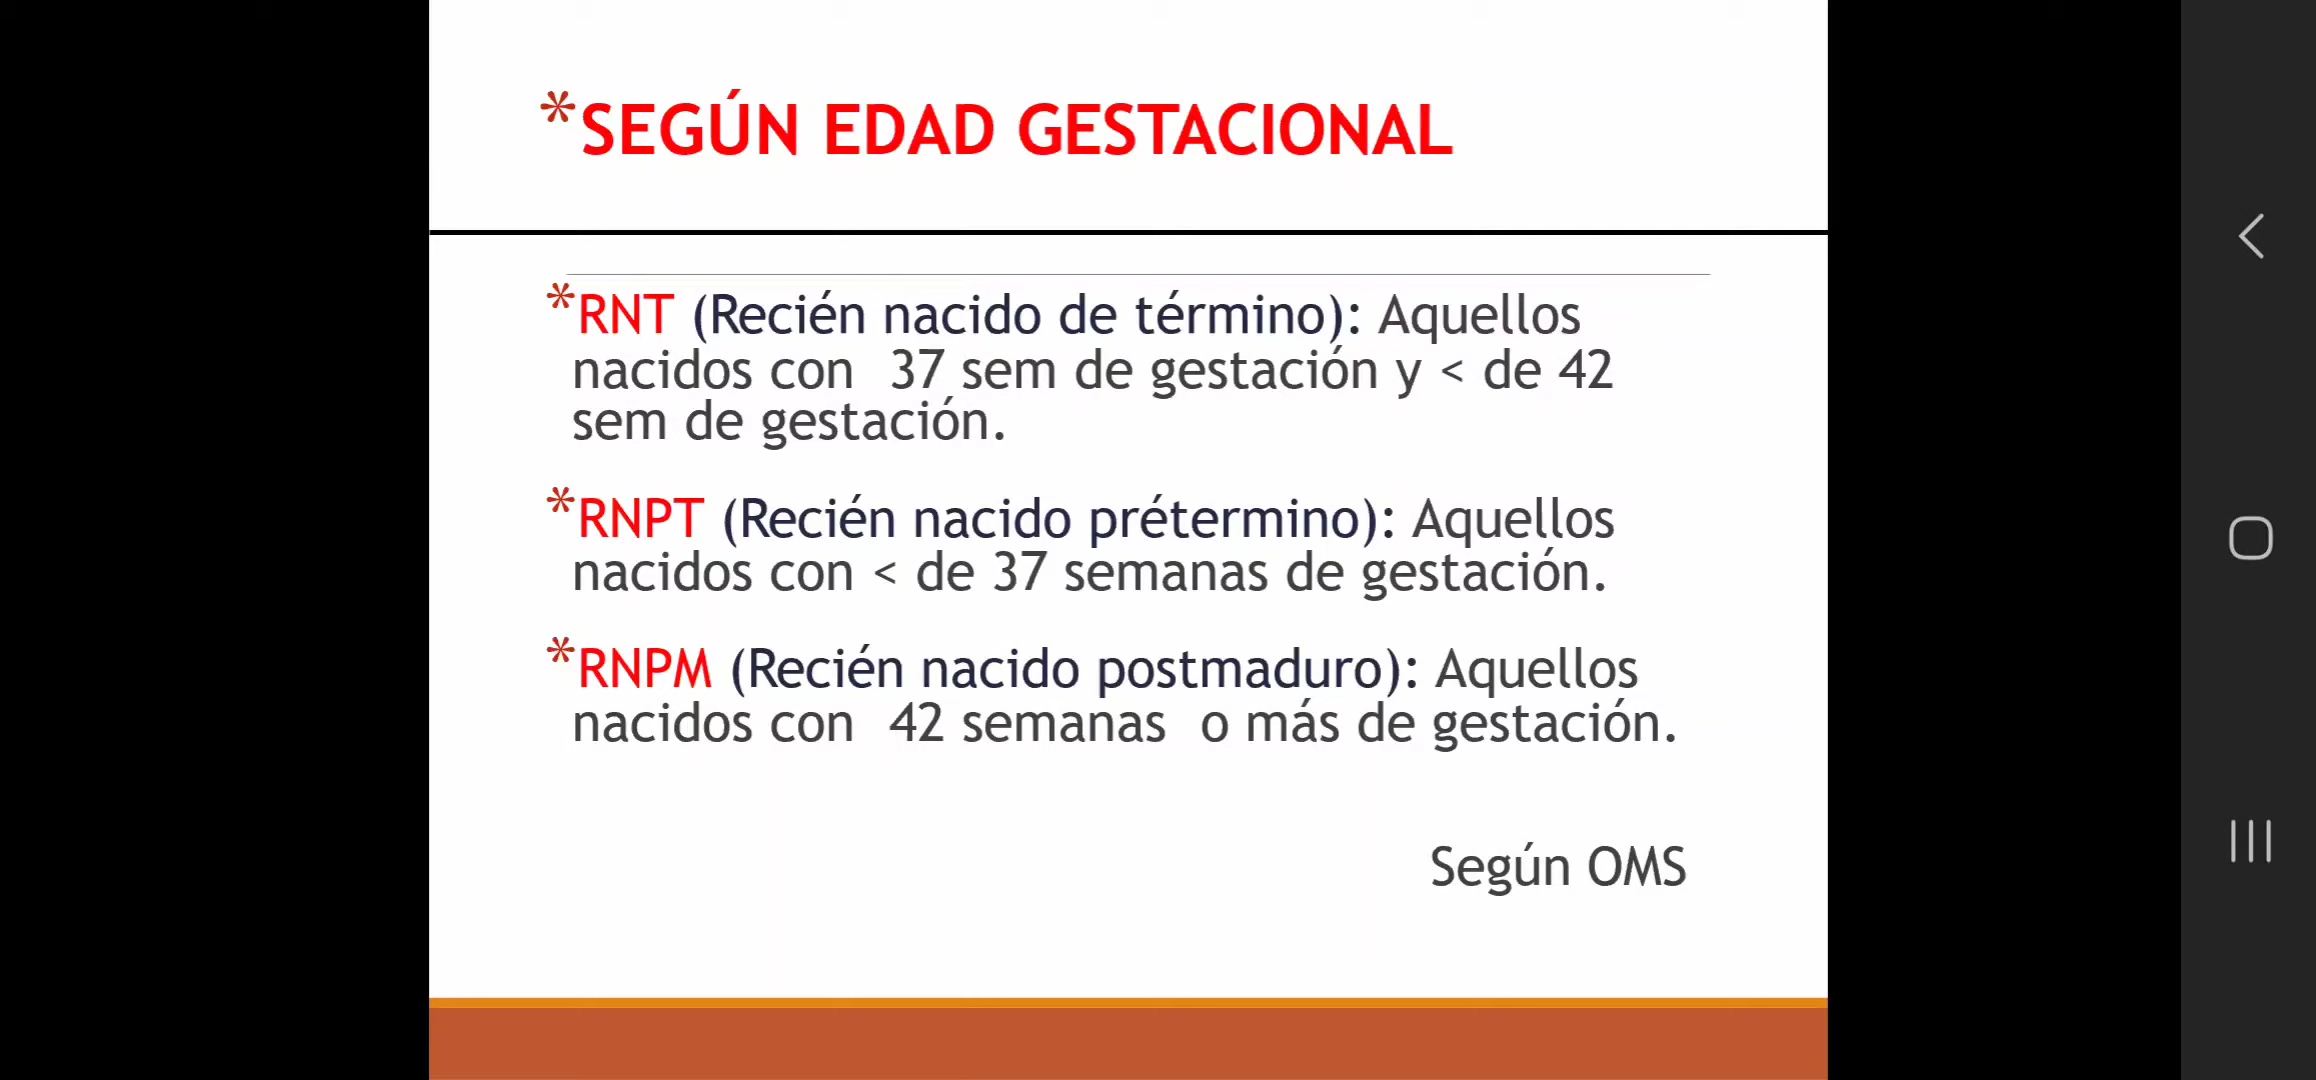 *SEGÚN EDAD GESTACIONAL
*RNT (Recién nacido de término): Aquellos
nacidos con  37 sem de gestación y < de 42
sem de gestación.
*RNPT (Recién nacido prétermino): Aquellos
nacidos con < de 37 semanas de gestación.
*RNPM (Recién nacido postmaduro): Aquellos
nacidos con  42 semanas  o más de gestación.
Según OMS